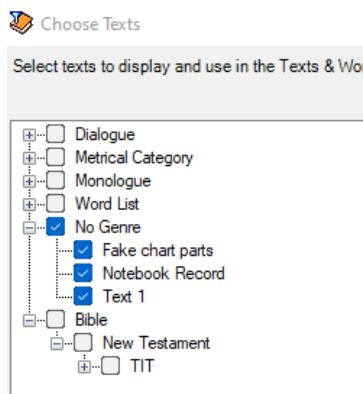 Choose Texts
Select texts to display and use in the Texts & Wo
Dialogue
Metrical Category
Monologue
Word List
No Genre
Fake chart parts
Notebook Record
Text 1
Bible
New Testament
TIT